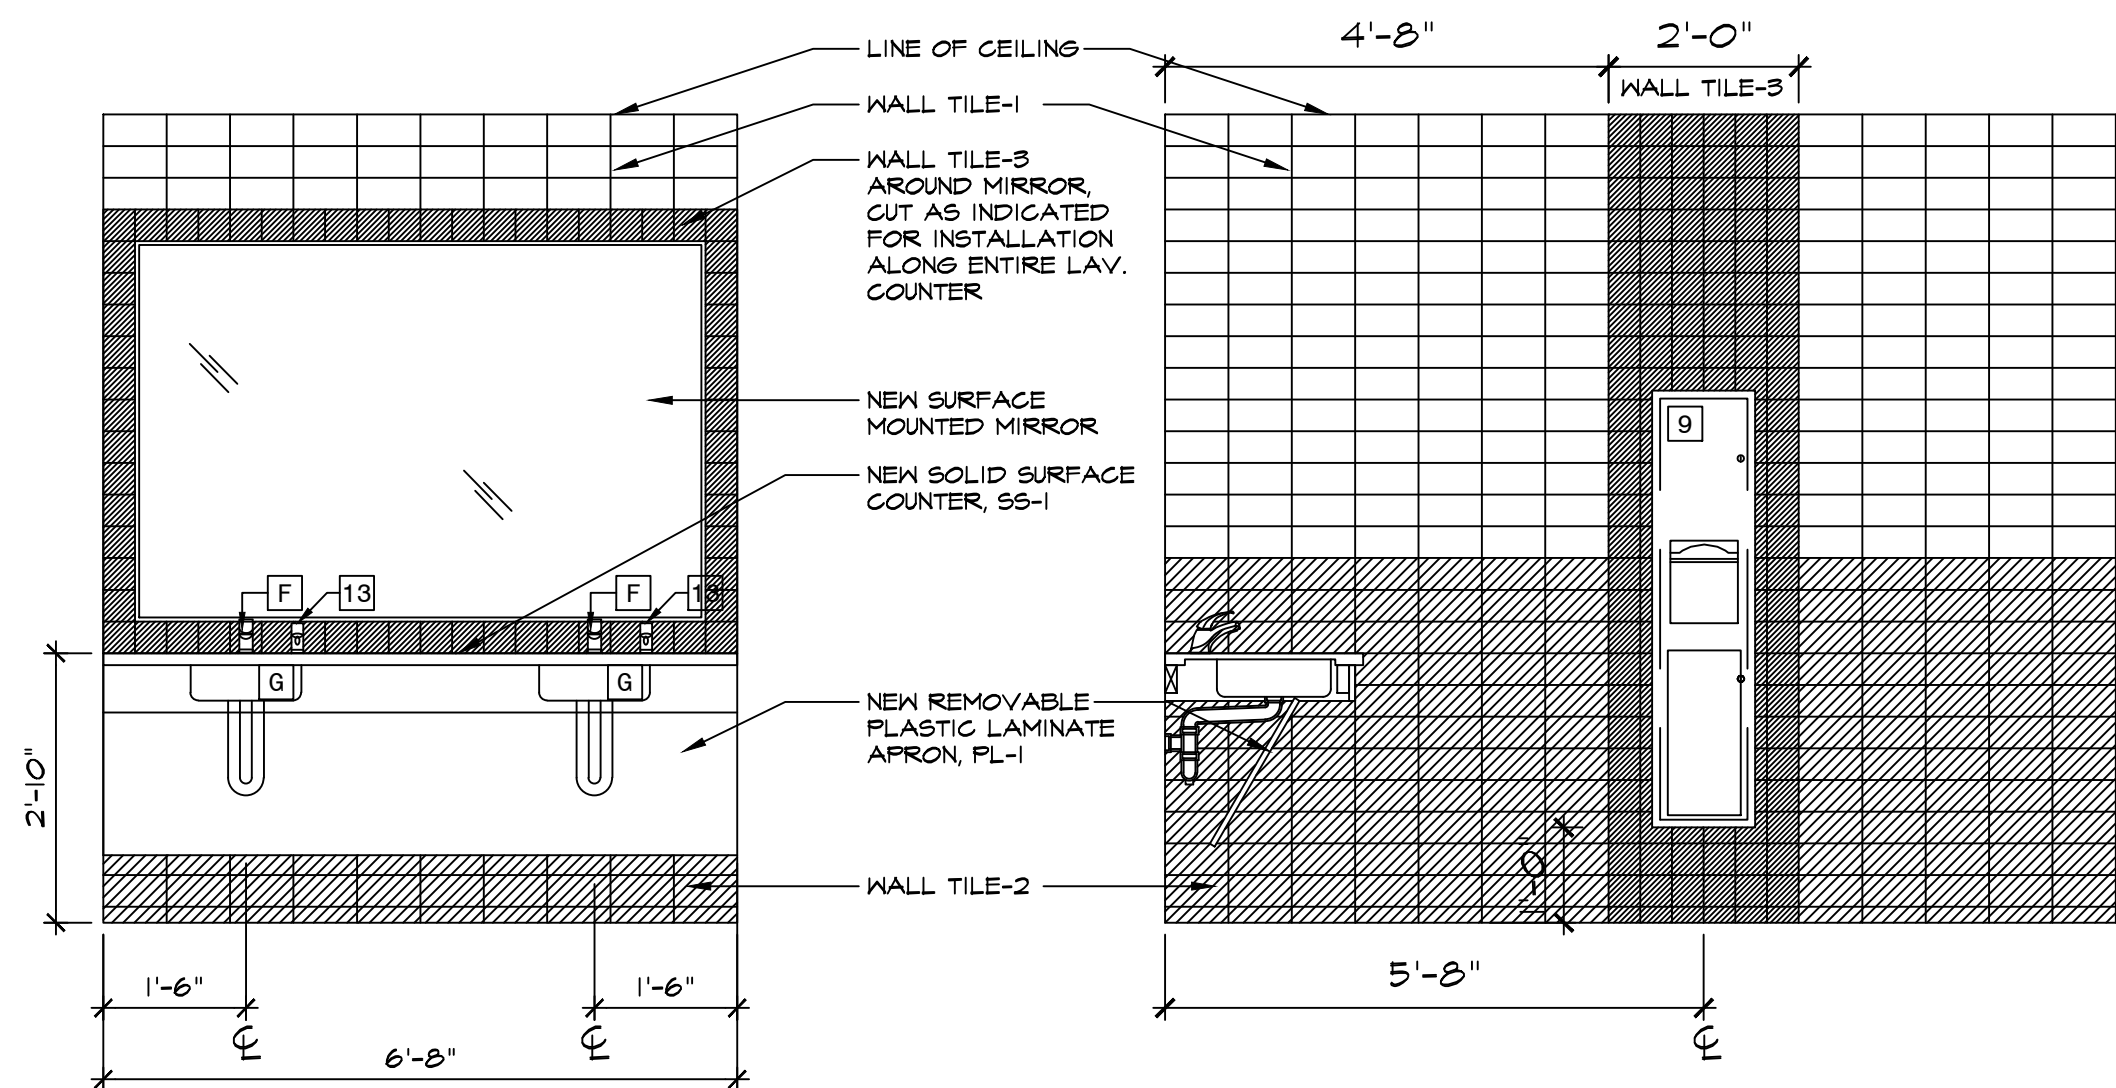 LINE OF CEILING
WALL TILE-1
WALL TILE-3
AROUND MIRROR,
CUT AS INDICATED
FOR INSTALLATION
ALONG ENTIRE LAV.
COUNTER
NEW SURFACE
MOUNTED MIRROR
NEW SOLID SURFACE
COUNTER, SS-1
NEW REMOVABLE
PLASTIC LAMINATE
APRON, PL-1
WALL TILE-2
F
13
F
13
G
G
2'-10"
1'-6"
1'-6"
6'-8"
4'-8"
2'-0"
WALL TILE-3
9
1'-0"
5'-8"